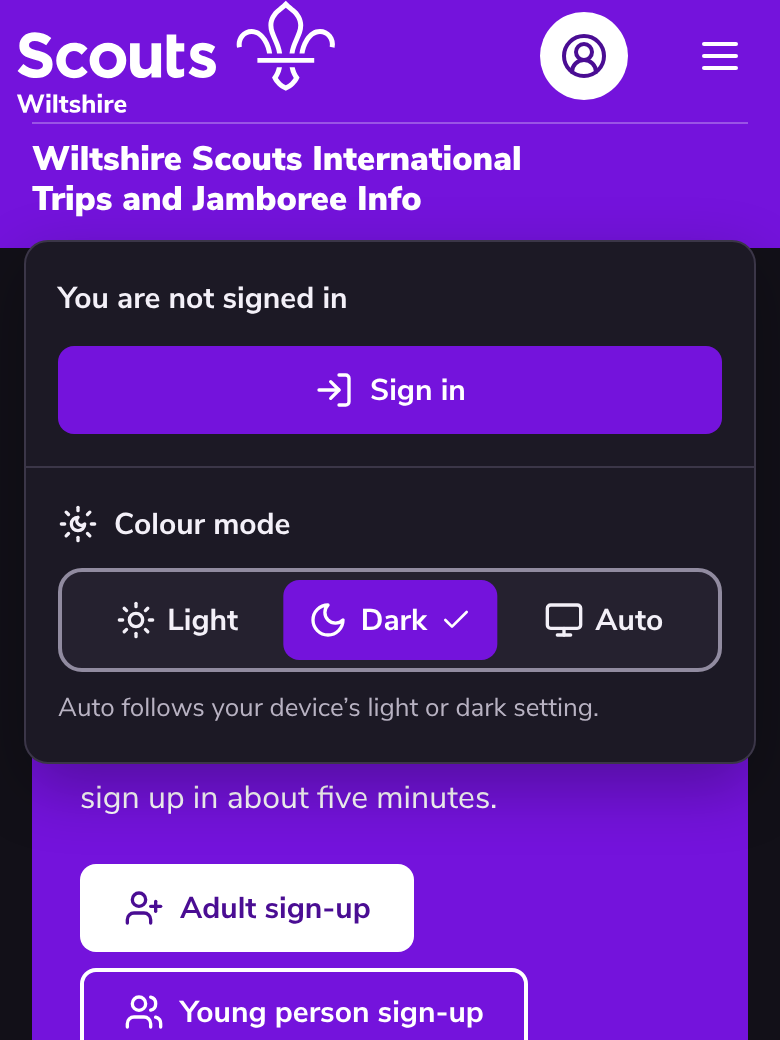 Scouts
Wiltshire
Wiltshire Scouts International
Trips and Jamboree Info
You are not signed in
Sign in
Colour mode
Light
Dark
Auto
Auto follows your device’s light or dark setting.
sign up in about five minutes.
Adult sign-up
Young person sign-up